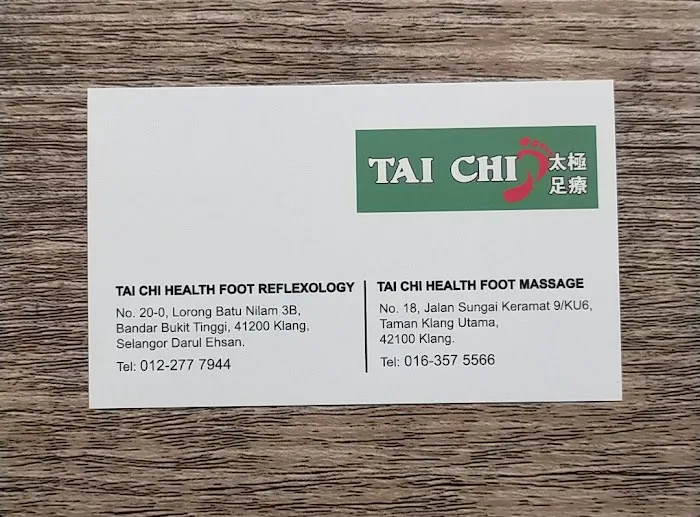 TAI CHI
太極
足療
TAI CHI HEALTH FOOT REFLEXOLOGY
No. 20-0, Lorong Batu Nilam 3B,
Bandar Bukit Tinggi, 41200 Klang,
Selangor Darul Ehsan.
Tel: 012-277 7944
TAI CHI HEALTH FOOT MASSAGE
No. 18, Jalan Sungai Keramat 9/KU6,
Taman Klang Utama,
42100 Klang.
Tel: 016-357 5566